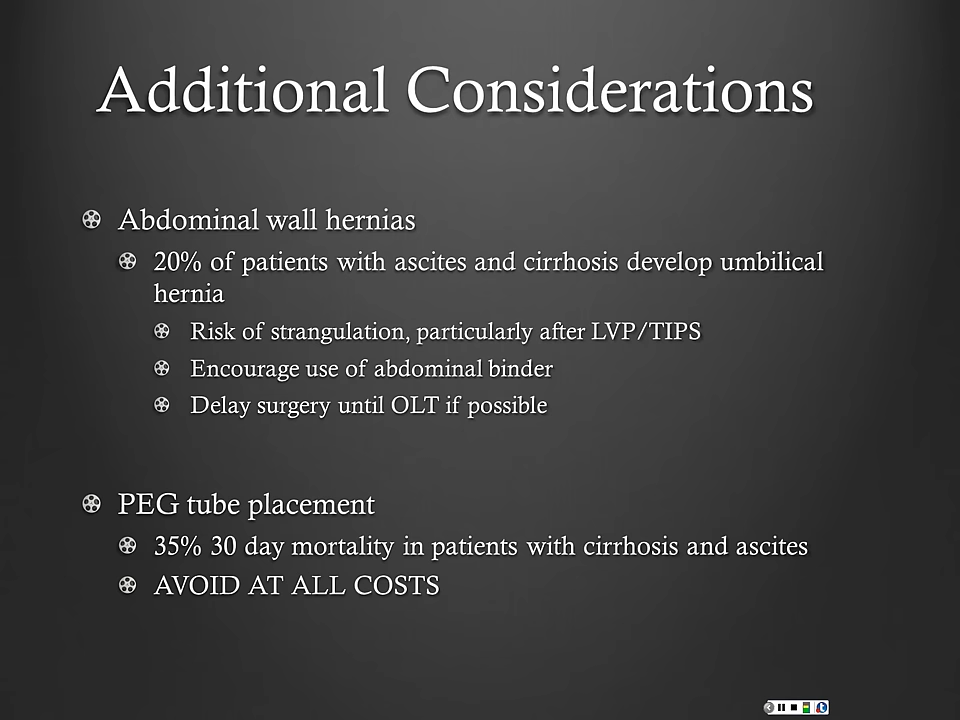 Additional Considerations
Abdominal wall hernias
20% of patients with ascites and cirrhosis develop umbilical
hernia
Risk of strangulation, particularly after LVP/TIPS
Encourage use of abdominal binder
Delay surgery until OLT if possible
PEG tube placement
35% 30 day mortality in patients with cirrhosis and ascites
AVOID AT ALL COSTS